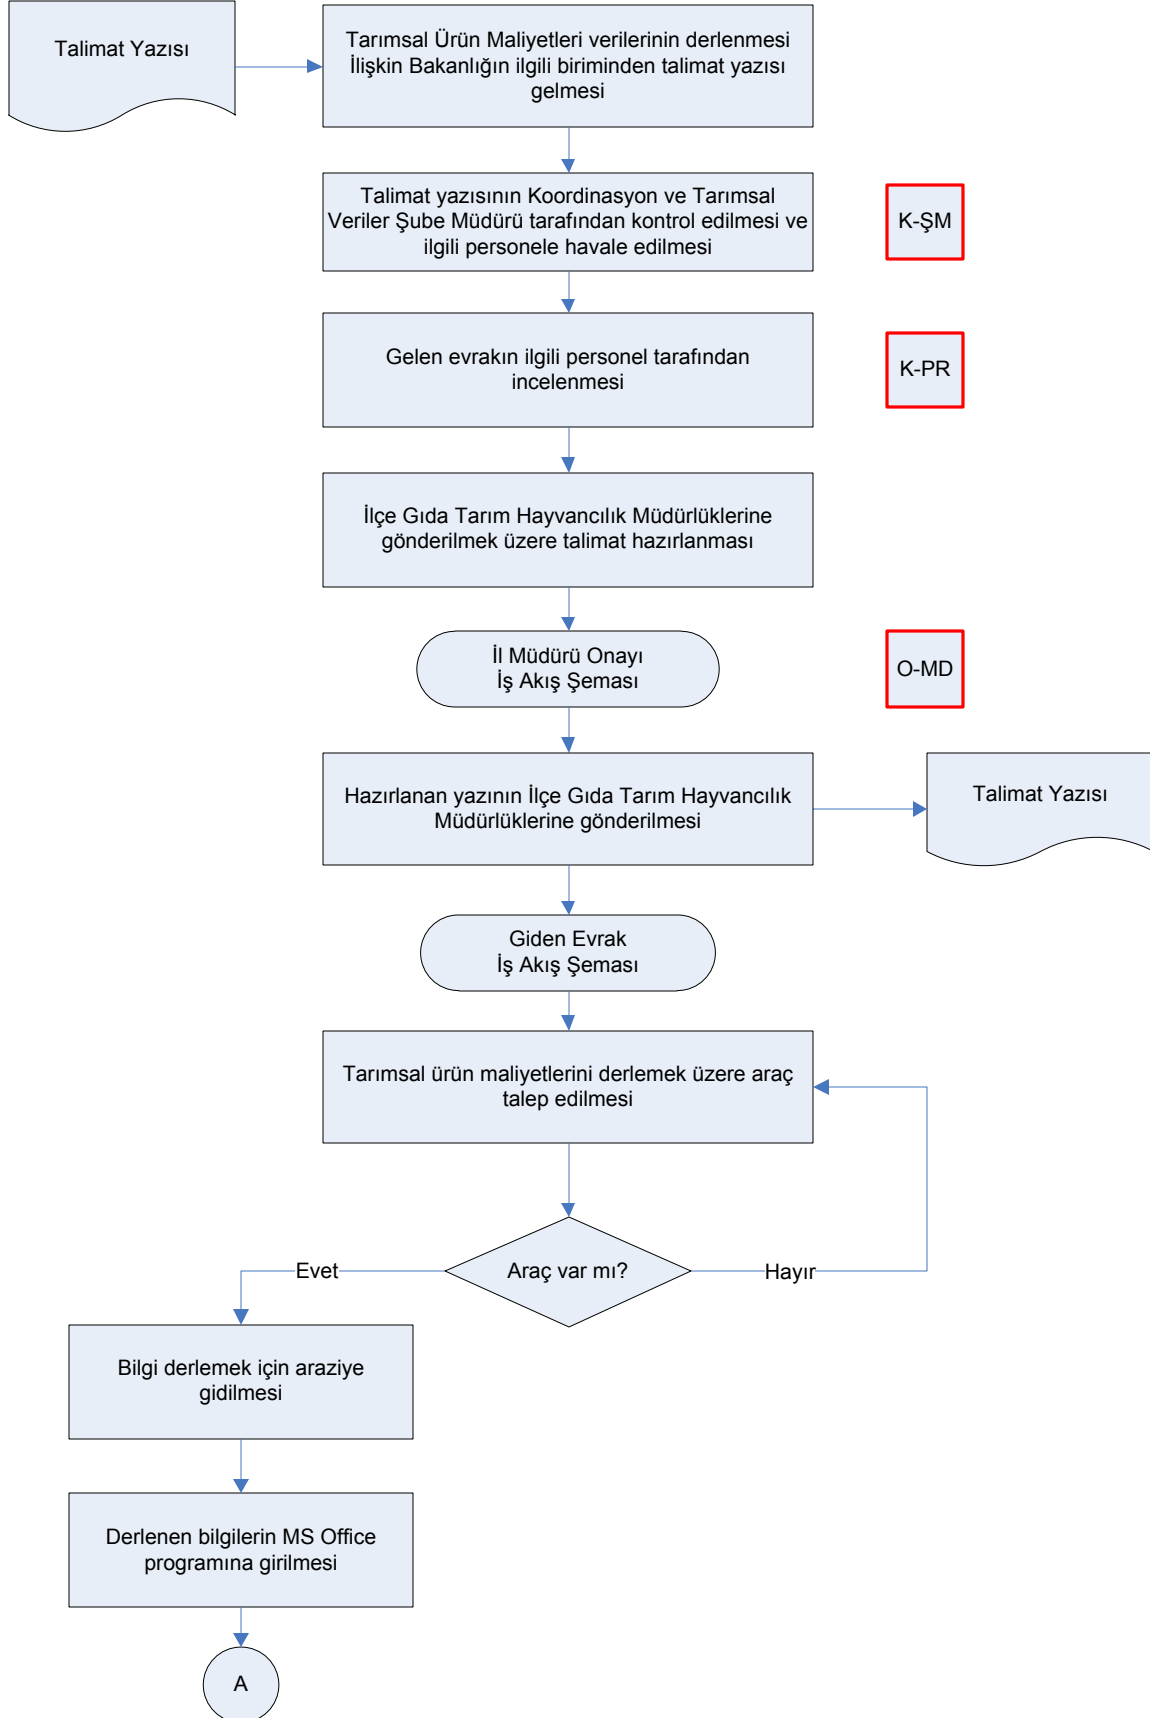 Talimat Yazısı
Tarımsal Ürün Maliyetleri verilerinin derlenmesi
İlişkin Bakanlığın ilgili biriminden talimat yazısı
gelmesi
Talimat yazısının Koordinasyon ve Tarımsal
Veriler Şube Müdürü tarafından kontrol edilmesi ve
ilgili personele havale edilmesi
K-ŞM
Gelen evrakın ilgili personel tarafından
incelenmesi
K-PR
İlçe Gıda Tarım Hayvancılık Müdürlüklerine
gönderilmek üzere talimat hazırlanması
İl Müdürü Onayı
İş Akış Şeması
O-MD
Hazırlanan yazının İlçe Gıda Tarım Hayvancılık
Müdürlüklerine gönderilmesi
Talimat Yazısı
Giden Evrak
İş Akış Şeması
Tarımsal ürün maliyetlerini derlemek üzere araç
talep edilmesi
Evet
Araç var mı?
Hayır
Bilgi derlemek için araziye
gidilmesi
Derlenen bilgilerin MS Office
programına girilmesi
A